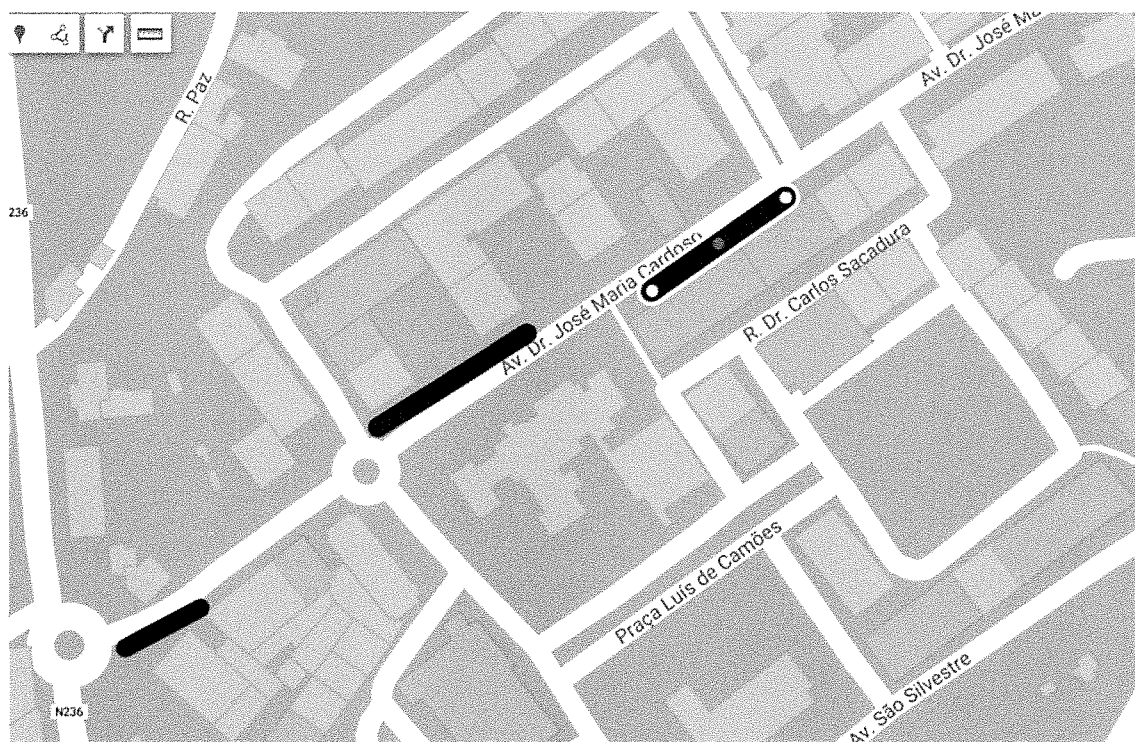 R. Paz
Av. Dr. José Ma
236
Av. Dr. José Maria Cardoso
R. Dr. Carlos Sacadura
Praça Luís de Camões
Av. São Silvestre
N236